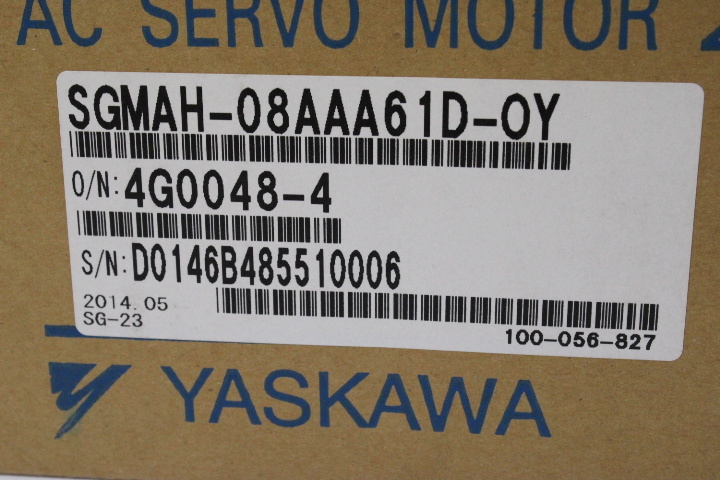 AC SERVO MOTOR
SGMAH-08AAA61D-OY
O/N: 4G0048-4
S/N: D0146B485510006
2014.05
SG-23
100-056-827
YASKAWA